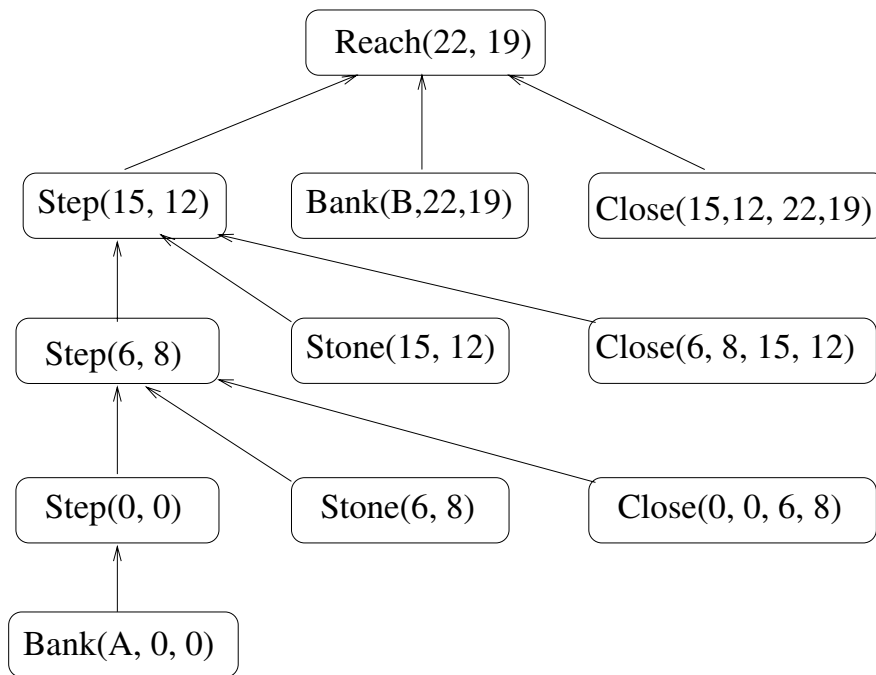 Reach(22, 19)
Step(15, 12)
Bank(B,22,19)
Close(15,12, 22,19)
Step(6, 8)
Stone(15, 12)
Close(6, 8, 15, 12)
Step(0, 0)
Stone(6, 8)
Close(0, 0, 6, 8)
Bank(A, 0, 0)